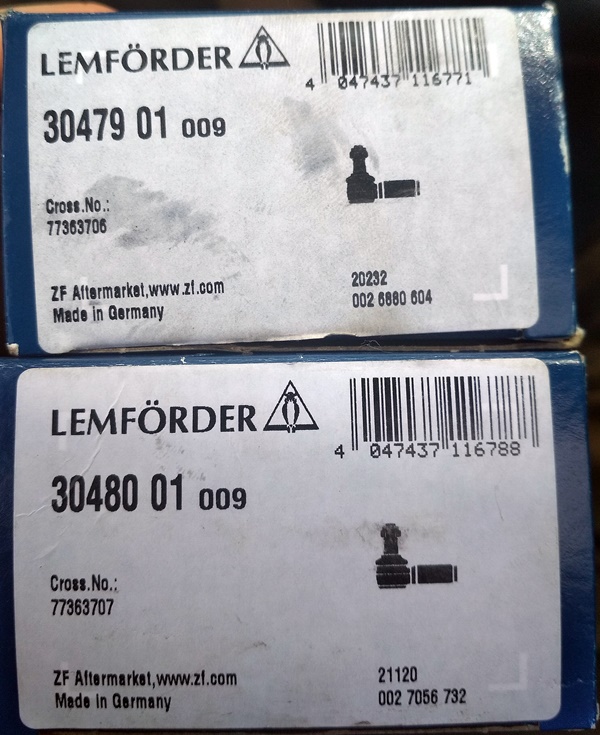 LEMFÖRDER
4 047437 116771
30479 01 009
Cross.No.:
77363706
ZF Aftermarket,www.zf.com
Made in Germany
20232
002 6880 604
LEMFÖRDER
4 047437 116788
30480 01 009
Cross.No.:
77363707
ZF Aftermarket,www.zf.com
Made in Germany
21120
002 7056 732